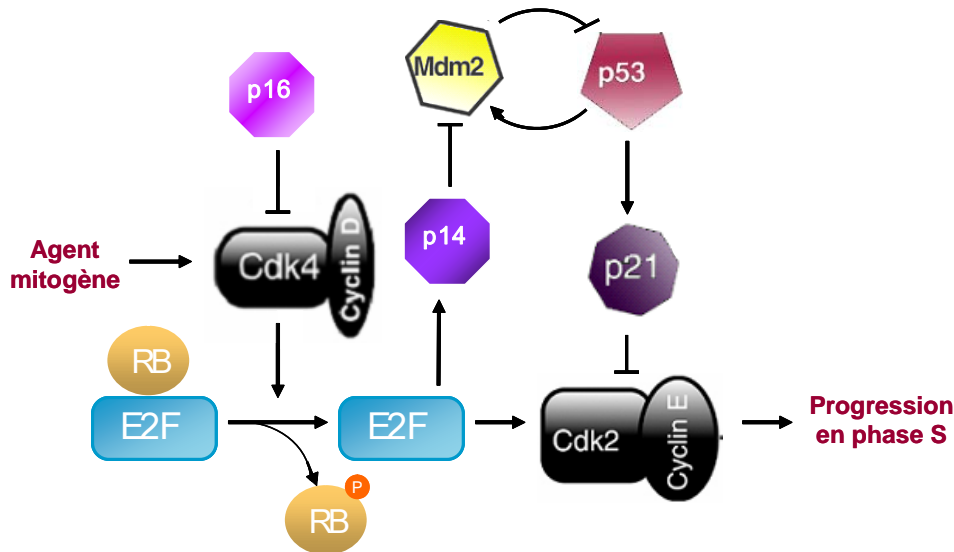 Mdm2
p53
p16
p14
Agent
mitogène
Cdk4
Cyclin D
p21
RB
E2F
E2F
Cdk2
Cyclin E
Progression
en phase S
P
RB